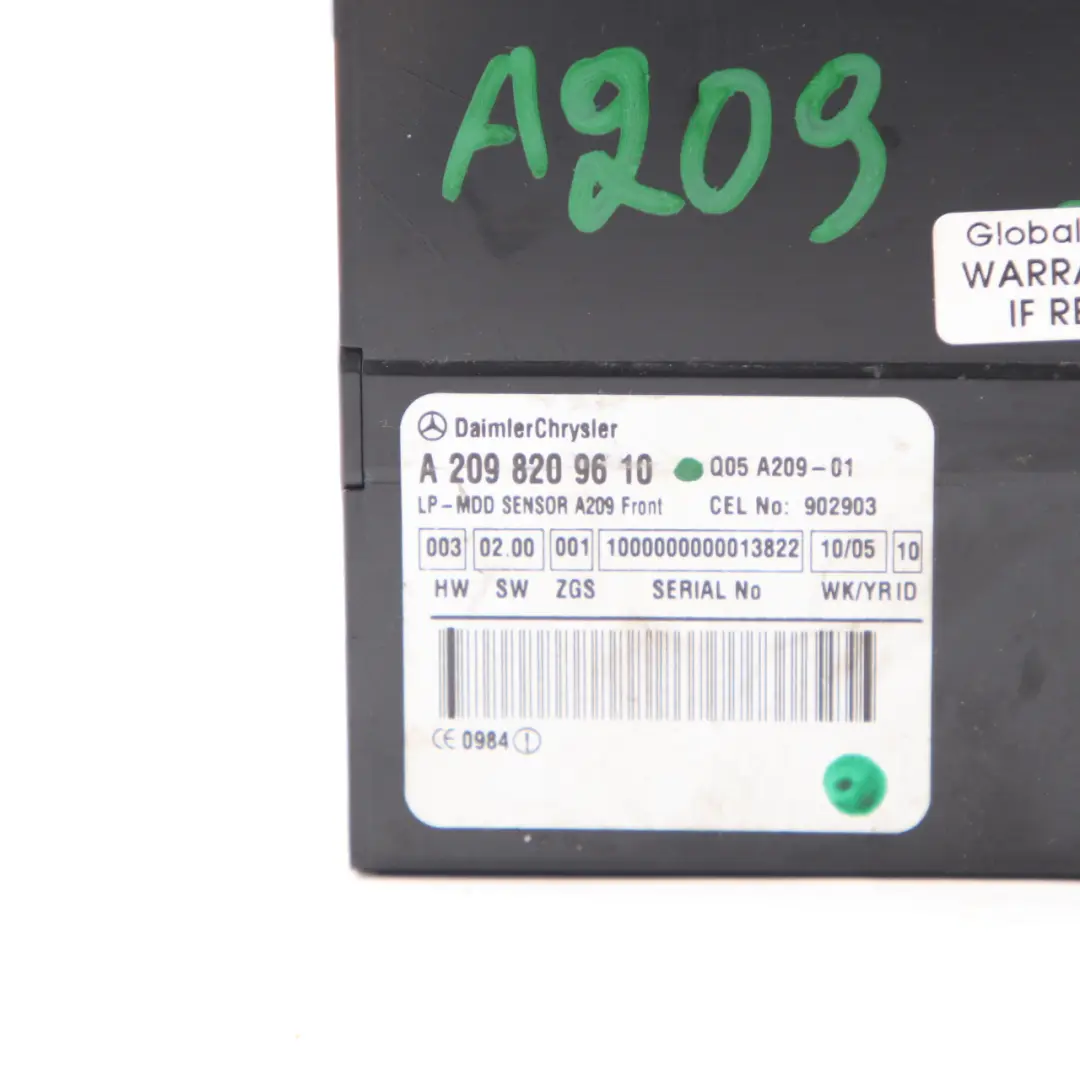 A209
Global
WARRA
IF RE
DaimlerChrysler
A 209 820 96 10 Q05 A209-01
LP-MDD SENSOR A209 Front CEL No: 902903
003 02.00 001 1000000000013822 10/05 10
HW SW ZGS SERIAL No WK/YR ID
CE 0984